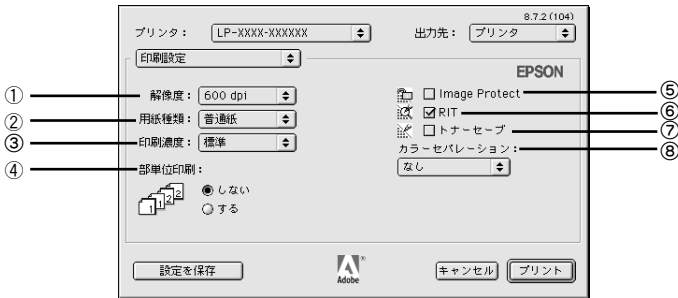 8.7.2 (104)
プリンタ： LP-XXXX-XXXXXX 出力先： プリンタ
印刷設定
EPSON
① 解像度： 600 dpi
② 用紙種類： 普通紙
③ 印刷濃度： 標準
④ 部単位印刷：
1 1 2 2
しない
する
Image Protect ⑤
RIT ⑥
トナーセーブ ⑦
カラーセパレーション： ⑧
なし
設定を保存
Adobe ®
キャンセル プリント